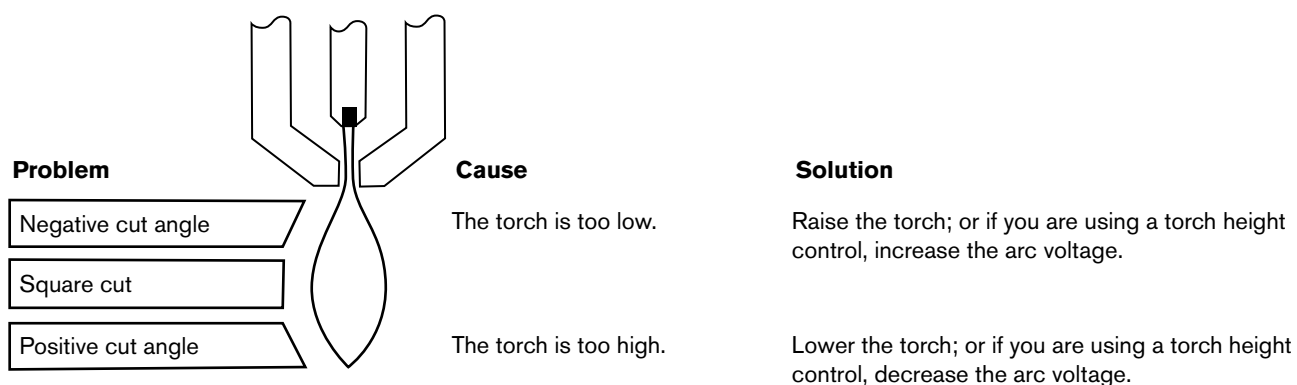 Problem
Cause
Solution
Negative cut angle
The torch is too low.
Raise the torch; or if you are using a torch height
control, increase the arc voltage.
Square cut
Positive cut angle
The torch is too high.
Lower the torch; or if you are using a torch height
control, decrease the arc voltage.